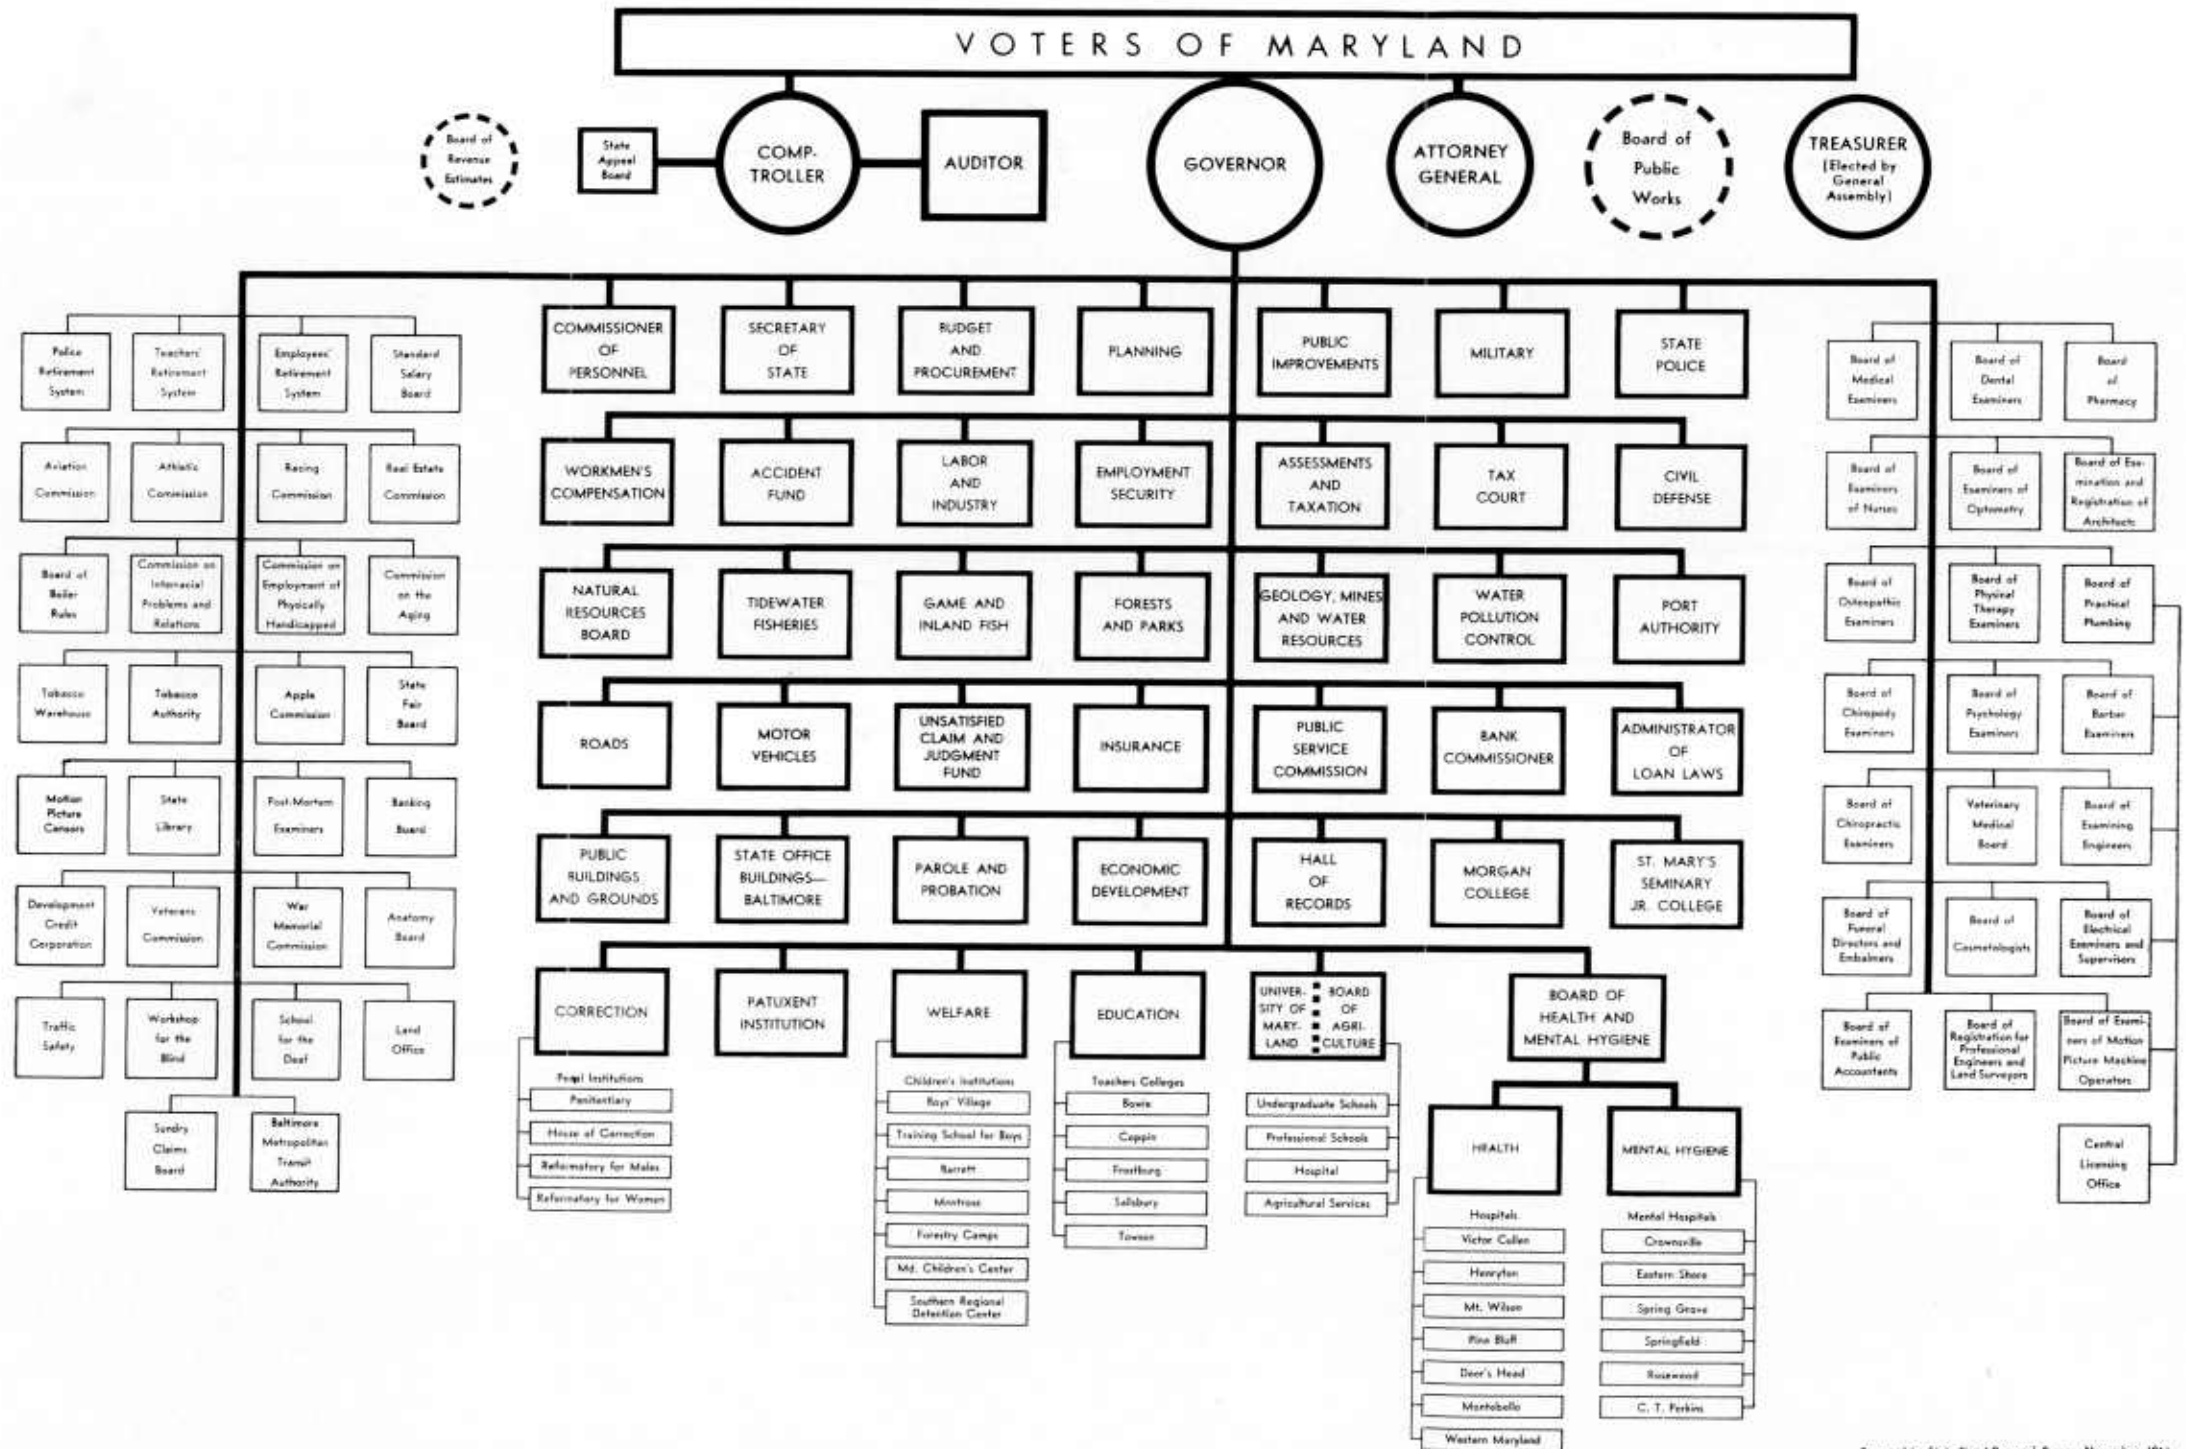 VOTERS OF MARYLAND
Board of
Revenue
Estimates
State
Appeal
Board
COMP-
TROLLER
AUDITOR
GOVERNOR
ATTORNEY
GENERAL
Board of
Public
Works
TREASURER
(Elected by
General
Assembly)
COMMISSIONER
OF
PERSONNEL
SECRETARY
OF
STATE
BUDGET
AND
PROCUREMENT
PLANNING
PUBLIC
IMPROVEMENTS
MILITARY
STATE
POLICE
WORKMEN'S
COMPENSATION
ACCIDENT
FUND
LABOR
AND
INDUSTRY
EMPLOYMENT
SECURITY
ASSESSMENTS
AND
TAXATION
TAX
COURT
CIVIL
DEFENSE
NATURAL
RESOURCES
BOARD
TIDEWATER
FISHERIES
GAME AND
INLAND FISH
FORESTS
AND PARKS
GEOLOGY, MINES
AND WATER
RESOURCES
WATER
POLLUTION
CONTROL
PORT
AUTHORITY
ROADS
MOTOR
VEHICLES
UNSATISFIED
CLAIM AND
JUDGMENT
FUND
INSURANCE
PUBLIC
SERVICE
COMMISSION
BANK
COMMISSIONER
ADMINISTRATOR
OF
LOAN LAWS
PUBLIC
BUILDINGS
AND GROUNDS
STATE OFFICE
BUILDINGS—
BALTIMORE
PAROLE AND
PROBATION
ECONOMIC
DEVELOPMENT
HALL
OF
RECORDS
MORGAN
COLLEGE
ST. MARY'S
SEMINARY
JR. COLLEGE
CORRECTION
PATUXENT
INSTITUTION
WELFARE
EDUCATION
UNIVER-
SITY OF
MARY-
LAND
BOARD
OF
AGRI-
CULTURE
BOARD OF
HEALTH AND
MENTAL HYGIENE
HEALTH
MENTAL HYGIENE
Penal Institutions
Penitentiary
House of Correction
Reformatory for Males
Reformatory for Women
Children's Institutions
Boys' Village
Training School for Boys
Barrett
Montrose
Forestry Camps
Md. Children's Center
Southern Regional
Detention Center
Teachers Colleges
Bowie
Coppin
Frostburg
Salisbury
Towson
Undergraduate Schools
Professional Schools
Hospital
Agricultural Services
Hospitals
Victor Cullen
Henryton
Mt. Wilson
Pine Bluff
Deer's Head
Montebello
Western Maryland
Mental Hospitals
Crownsville
Eastern Shore
Spring Grove
Springfield
Rosewood
C. T. Perkins
Police
Retirement
System
Teachers'
Retirement
System
Employees'
Retirement
System
Standard
Salary
Board
Aviation
Commission
Athletic
Commission
Racing
Commission
Real Estate
Commission
Board of
Boiler
Rules
Commission on
Interracial
Problems and
Relations
Commission on
Employment of
Physically
Handicapped
Commission
on the
Aging
Tobacco
Warehouse
Tobacco
Authority
Apple
Commission
State
Fair
Board
Motion
Picture
Censors
State
Library
Post-Mortem
Examiners
Banking
Board
Development
Credit
Corporation
Veterans
Commission
War
Memorial
Commission
Anatomy
Board
Traffic
Safety
Workshop
for the
Blind
School
for the
Deaf
Land
Office
Sundry
Claims
Board
Baltimore
Metropolitan
Transit
Authority
Board of
Medical
Examiners
Board of
Dental
Examiners
Board
of
Pharmacy
Board of
Examiners
of Nurses
Board of
Examiners of
Optometry
Board of Exa-
mination and
Registration of
Architects
Board of
Osteopathic
Examiners
Board of
Physical
Therapy
Examiners
Board of
Practical
Plumbing
Board of
Chiropody
Examiners
Board of
Psychology
Examiners
Board of
Barber
Examiners
Board of
Chiropractic
Examiners
Veterinary
Medical
Board
Board of
Examining
Engineers
Board of
Funeral
Directors and
Embalmers
Board of
Cosmetologists
Board of
Electrical
Examiners and
Supervisors
Board of
Examiners of
Public
Accountants
Board of
Registration for
Professional
Engineers and
Land Surveyors
Board of Exami-
ners of Motion
Picture Machine
Operators
Central
Licensing
Office